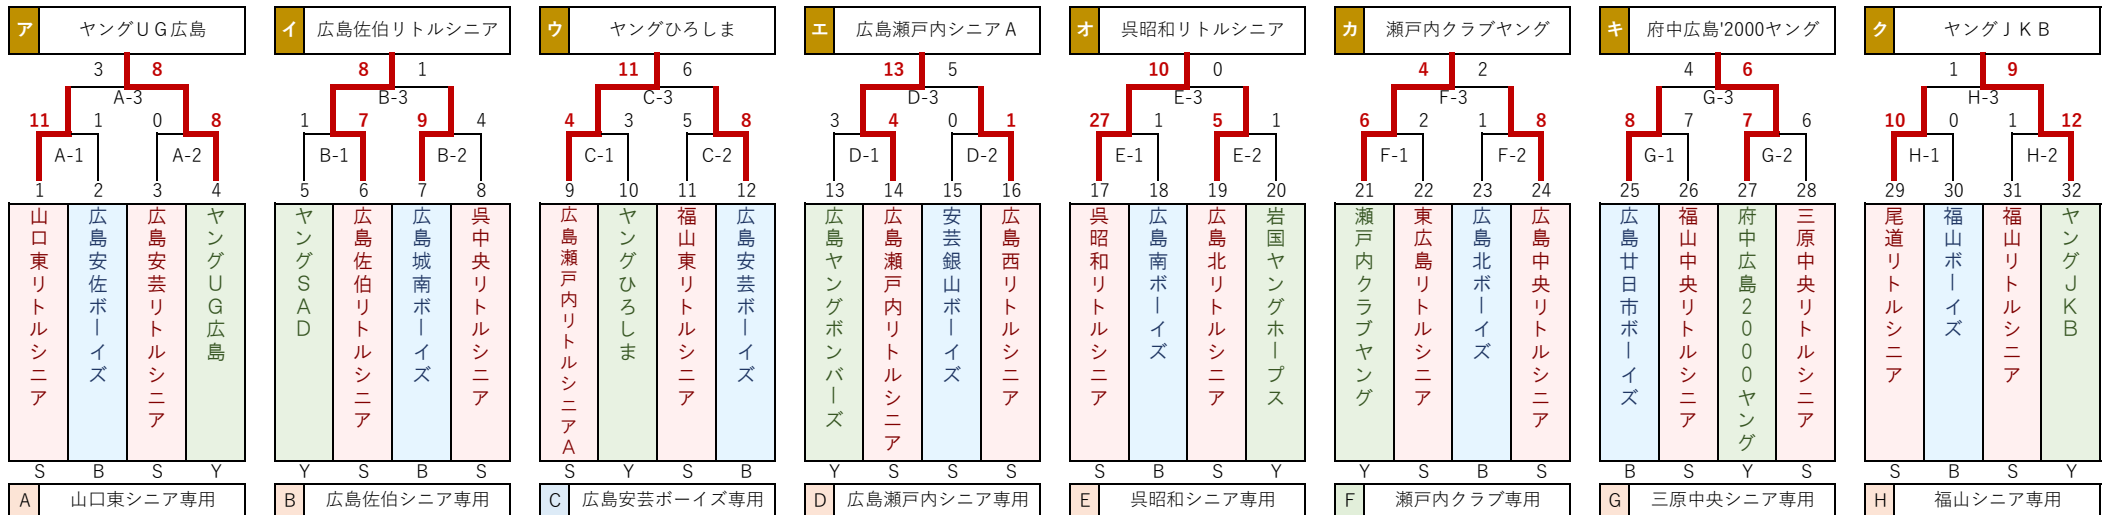 ア ヤングＵＧ広島 イ 広島佐伯リトルシニア ウ ヤングひろしま エ 広島瀬戸内シニアＡ オ 呉昭和リトルシニア カ 瀬戸内クラブヤング キ 府中広島'2000ヤング ク ヤングＪＫＢ
3 8 8 1 11 6 13 5 10 0 4 2 4 6 1 9
A-3 B-3 C-3 D-3 E-3 F-3 G-3 H-3
11 1 0 8 1 7 9 4 4 3 5 8 3 4 0 1 27 1 5 1 6 2 1 8 8 7 7 6 10 0 1 12
A-1 A-2 B-1 B-2 C-1 C-2 D-1 D-2 E-1 E-2 F-1 F-2 G-1 G-2 H-1 H-2
1 2 3 4 5 6 7 8 9 10 11 12 13 14 15 16 17 18 19 20 21 22 23 24 25 26 27 28 29 30 31 32
山口東リトルシニア
広島安佐ボーイズ
広島安芸リトルシニア
ヤングＵＧ広島
ヤングＳＡＤ
広島佐伯リトルシニア
広島城南ボーイズ
呉中央リトルシニア
広島瀬戸内リトルシニアＡ
ヤングひろしま
福山東リトルシニア
広島安芸ボーイズ
広島ヤングボンバーズ
広島瀬戸内リトルシニア
安芸銀山ボーイズ
広島西リトルシニア
呉昭和リトルシニア
広島南ボーイズ
広島北リトルシニア
岩国ヤングホープス
瀬戸内クラブヤング
東広島リトルシニア
広島北ボーイズ
広島中央リトルシニア
広島廿日市ボーイズ
福山中央リトルシニア
府中広島２０００ヤング
三原中央リトルシニア
尾道リトルシニア
福山ボーイズ
福山リトルシニア
ヤングＪＫＢ
S B S Y Y S B S S Y S B Y S S S S B S Y Y S B S B S Y S S B S Y
A 山口東シニア専用 B 広島佐伯シニア専用 C 広島安芸ボーイズ専用 D 広島瀬戸内シニア専用 E 呉昭和シニア専用 F 瀬戸内クラブ専用 G 三原中央シニア専用 H 福山シニア専用